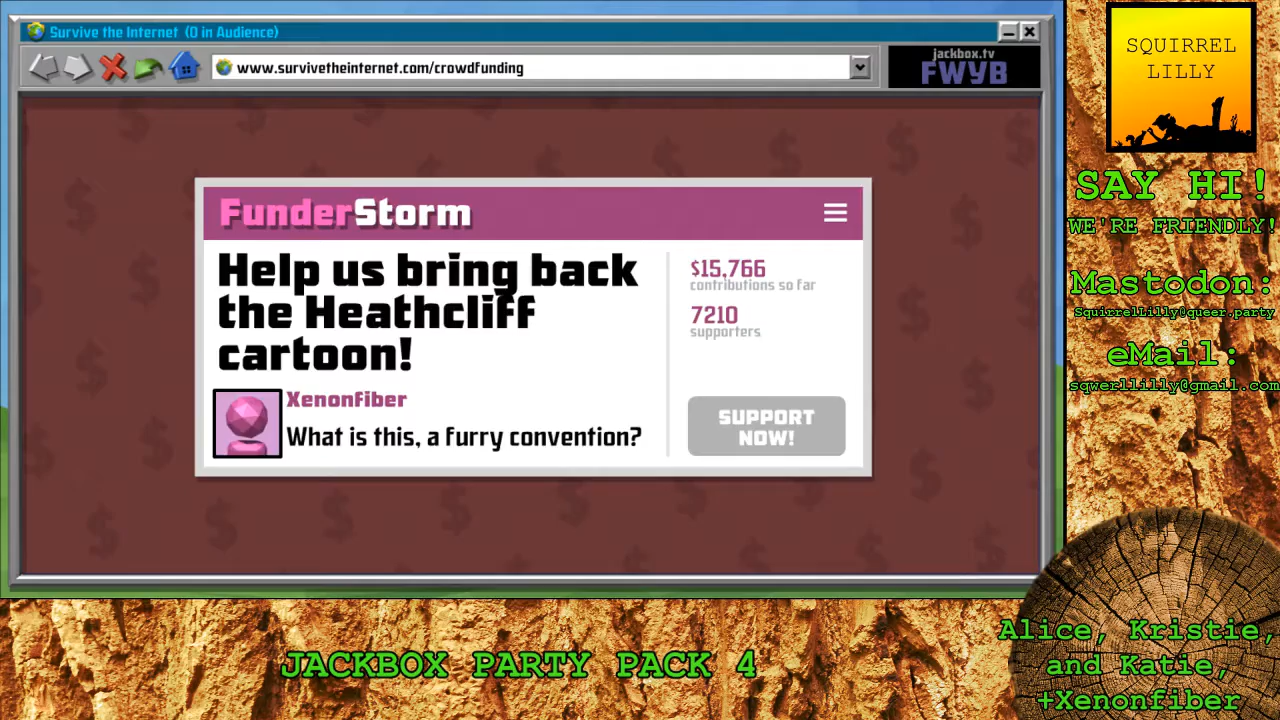 Survive the Internet (0 in Audience)
www.survivetheinternet.com/crowdfunding
jackbox.tv
FWYB
FunderStorm
Help us bring back
the Heathcliff
cartoon!
Xenonfiber
What is this, a furry convention?
$15,766
contributions so far
7210
supporters
SUPPORT
NOW!
SQUIRREL
LILLY
SAY HI!
WE'RE FRIENDLY!
Mastodon:
SquirrelLilly@queer.party
eMail:
sqwerllilly@gmail.com
JACKBOX PARTY PACK 4
Alice, Kristie,
and Katie,
+Xenonfiber